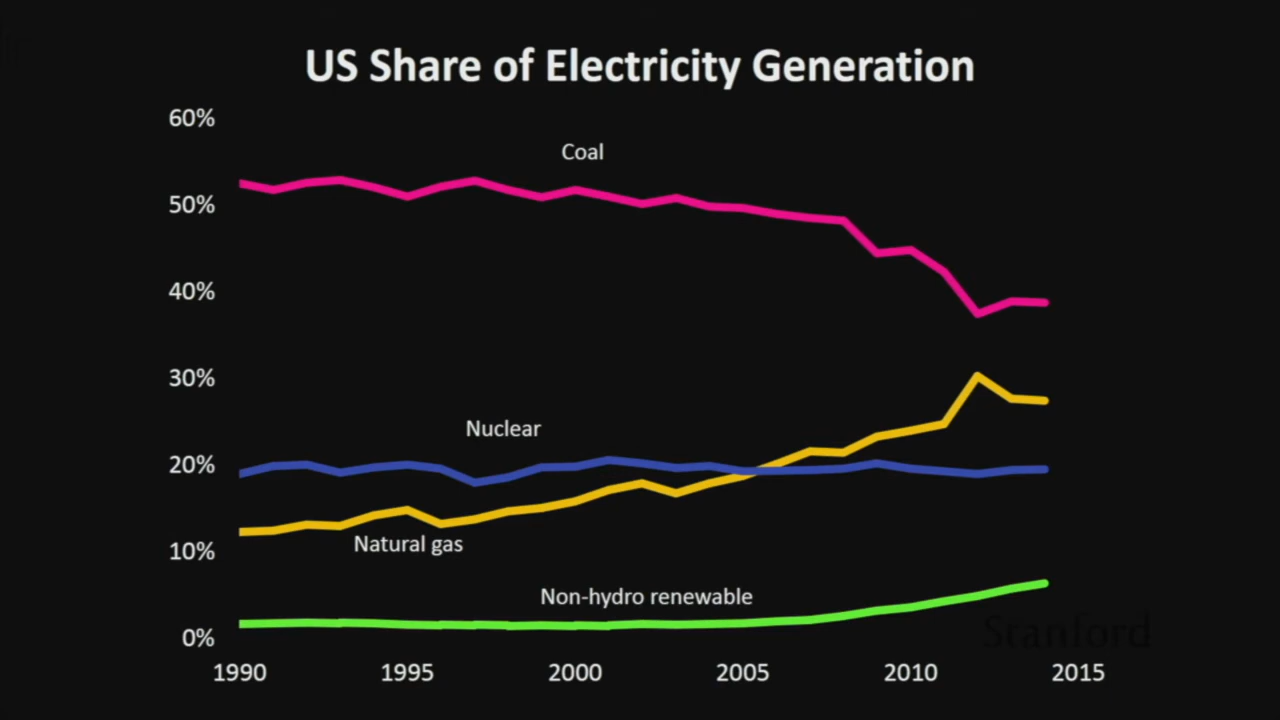 US Share of Electricity Generation
60%
Coal
50%
40%
30%
Nuclear
20%
10%
Natural gas
Non-hydro renewable
0%
Stanford
1990 1995 2000 2005 2010 2015